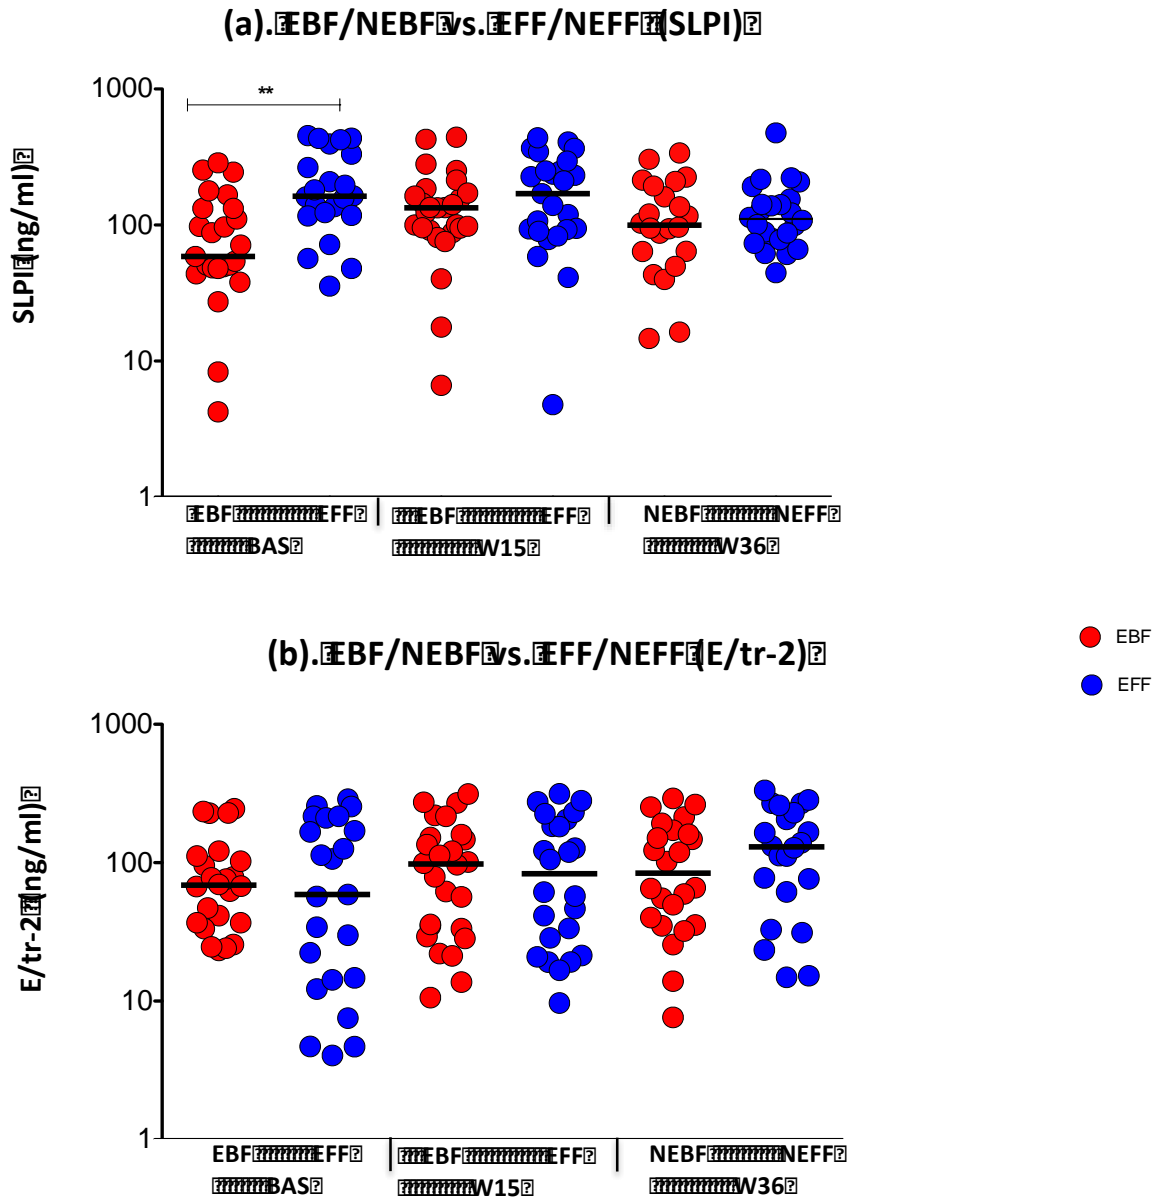 (a). EBF/NEBF vs. EFF/NEFF (SLPI)
1000
100
10
1
SLPI (ng/ml)
**
EBF EFF
BAS
EBF EFF
W15
NEBF NEFF
W36
(b). EBF/NEBF vs. EFF/NEFF (E/tr-2)
EBF
EFF
1000
100
10
1
E/tr-2 (ng/ml)
EBF EFF
BAS
EBF EFF
W15
NEBF NEFF
W36